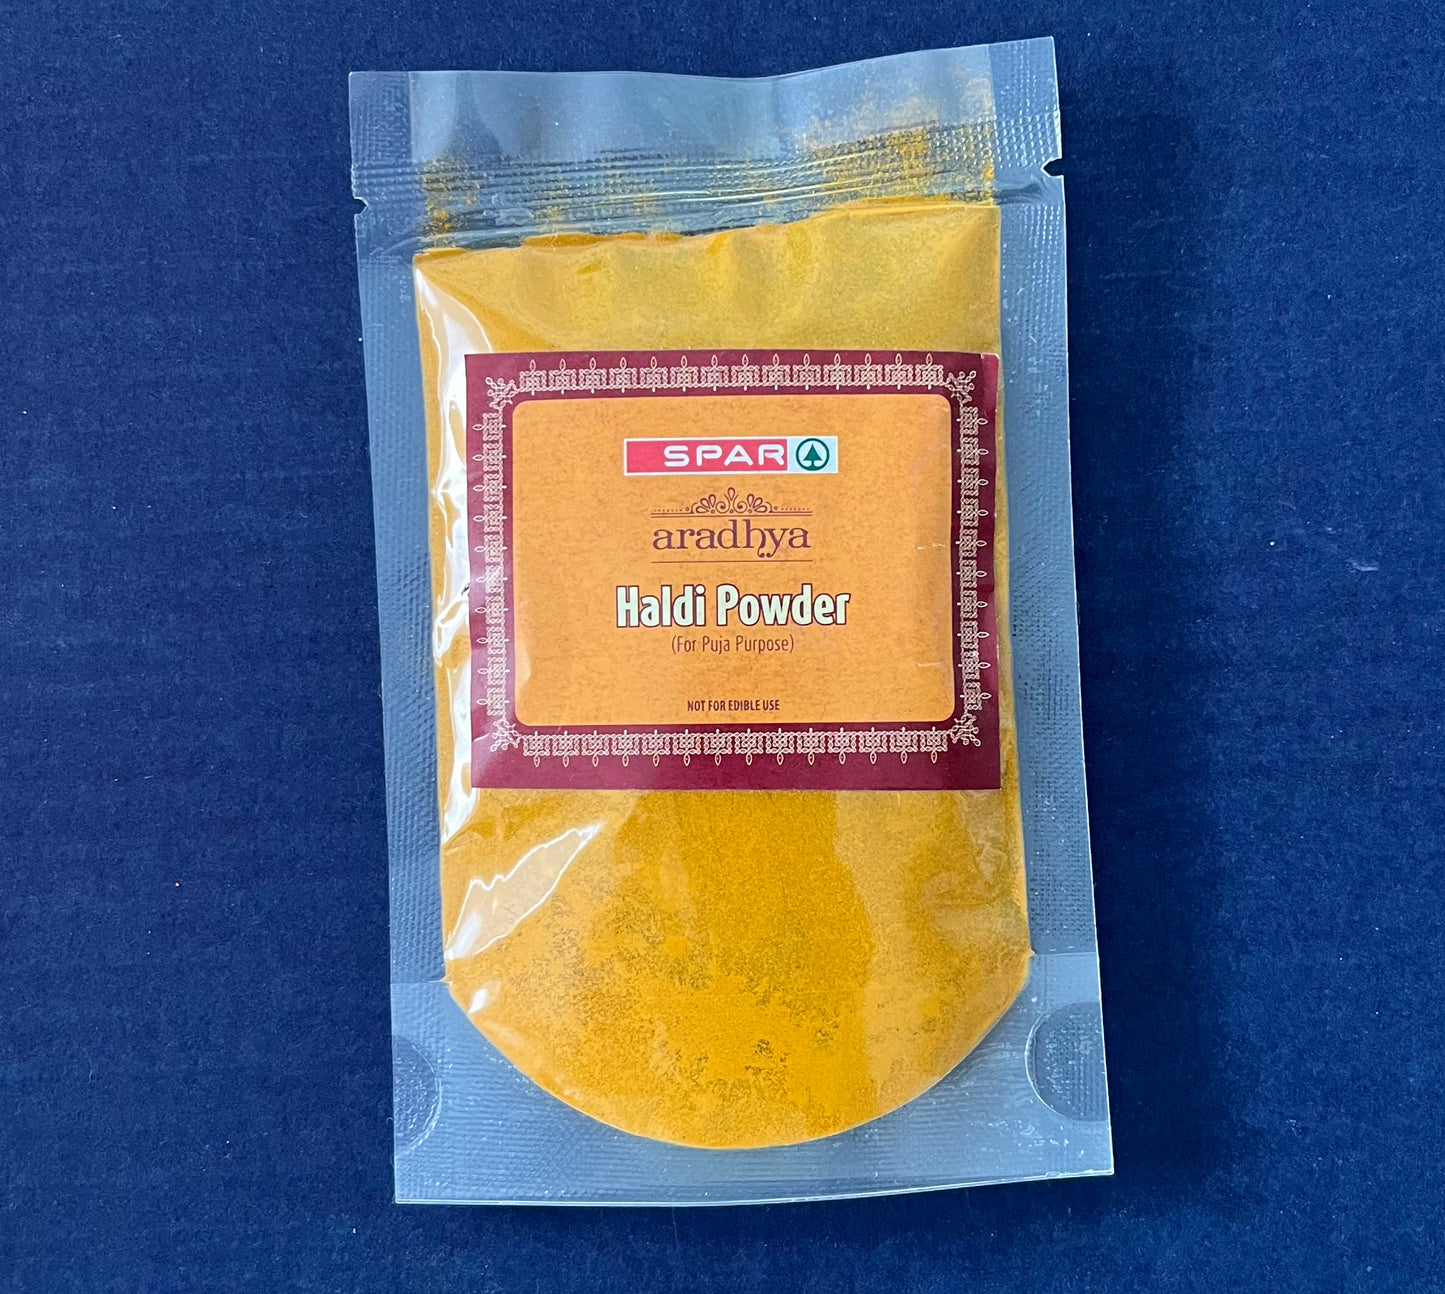 SPAR
aradhya
Haldi Powder
(For Puja Purpose)
NOT FOR EDIBLE USE